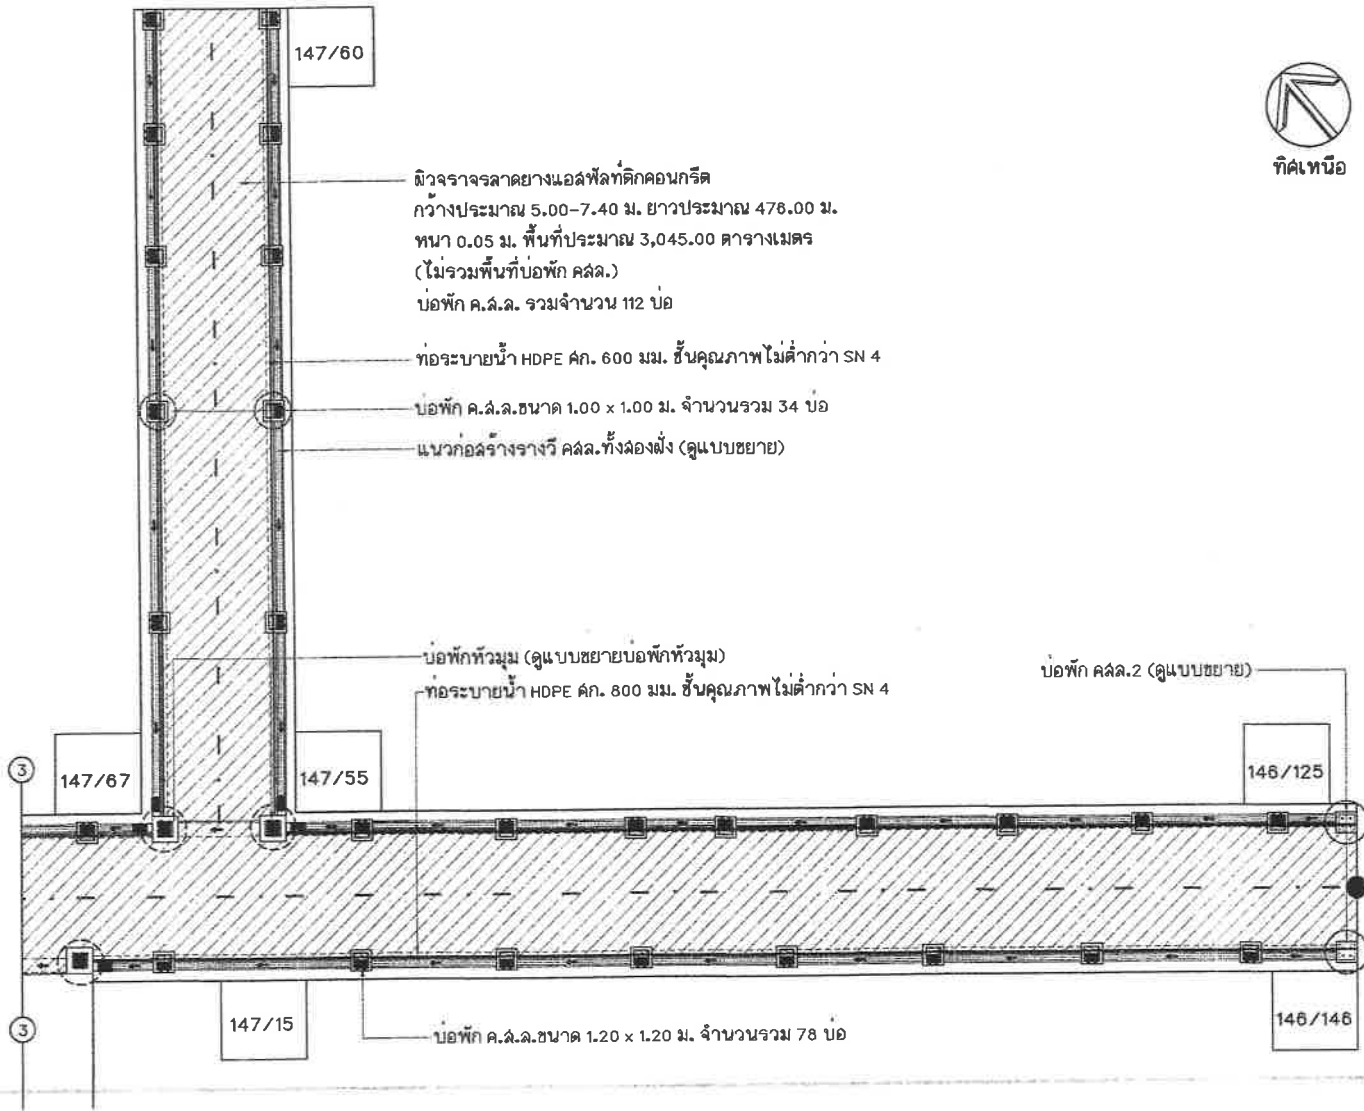 147/60
ทิศเหนือ
ผิวจราจรลาดยางแอสฟัลท์ติกคอนกรีต
กว้างประมาณ 5.00-7.40 ม. ยาวประมาณ 476.00 ม.
หนา 0.05 ม. พื้นที่ประมาณ 3,045.00 ตารางเมตร
(ไม่รวมพื้นที่บ่อพัก คสล.)
บ่อพัก ค.ส.ล. รวมจำนวน 112 บ่อ
ท่อระบายน้ำ HDPE ศก. 600 มม. ชั้นคุณภาพไม่ต่ำกว่า SN 4
บ่อพัก ค.ส.ล.ขนาด 1.00 x 1.00 ม. จำนวนรวม 34 บ่อ
แนวก่อสร้างรางวี คสล.ทั้งสองฝั่ง (ดูแบบขยาย)
บ่อพักหัวมุม (ดูแบบขยายบ่อพักหัวมุม)
ท่อระบายน้ำ HDPE ศก. 800 มม. ชั้นคุณภาพไม่ต่ำกว่า SN 4
บ่อพัก คสล.2 (ดูแบบขยาย)
3
147/67
147/55
146/125
3
147/15
บ่อพัก ค.ส.ล.ขนาด 1.20 x 1.20 ม. จำนวนรวม 78 บ่อ
146/146